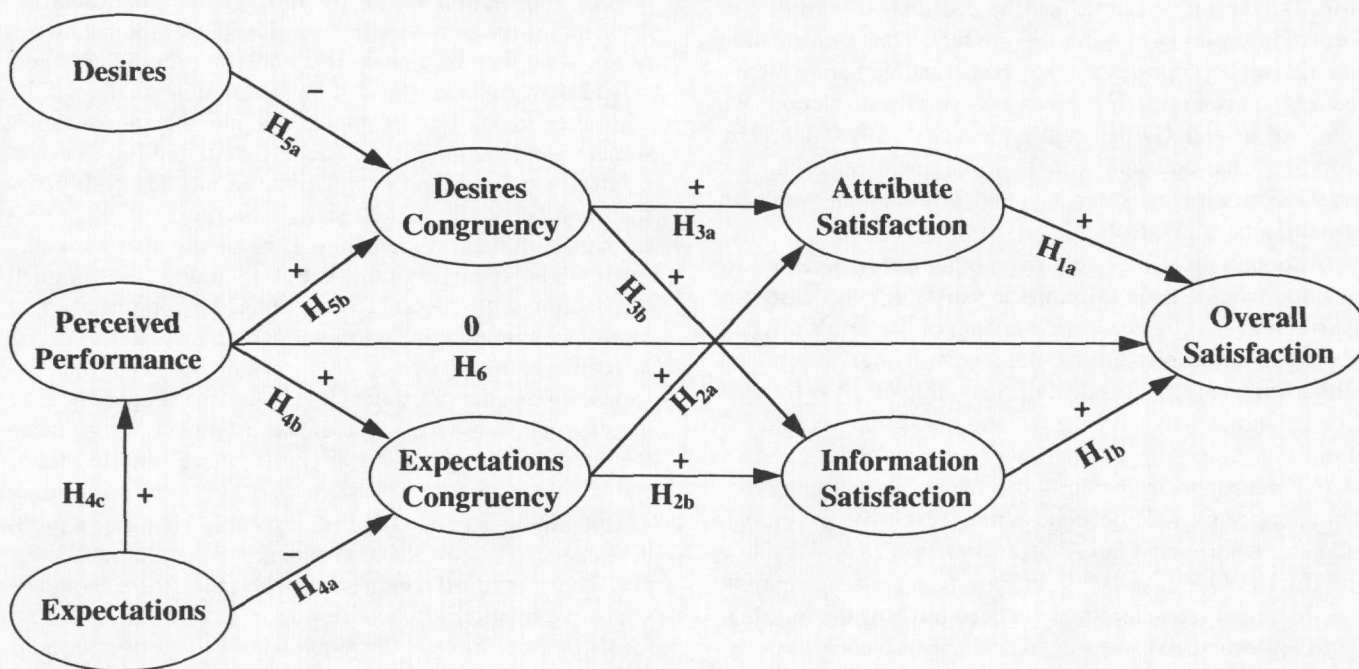 Desires
−
H5a
Desires
Congruency
+
H3a
Attribute
Satisfaction
+
H1a
+
H5b
+
H3b
Perceived
Performance
0
H6
Overall
Satisfaction
+
H4b
+
H2a
Expectations
Congruency
+
H2b
Information
Satisfaction
+
H1b
H4c +
−
H4a
Expectations